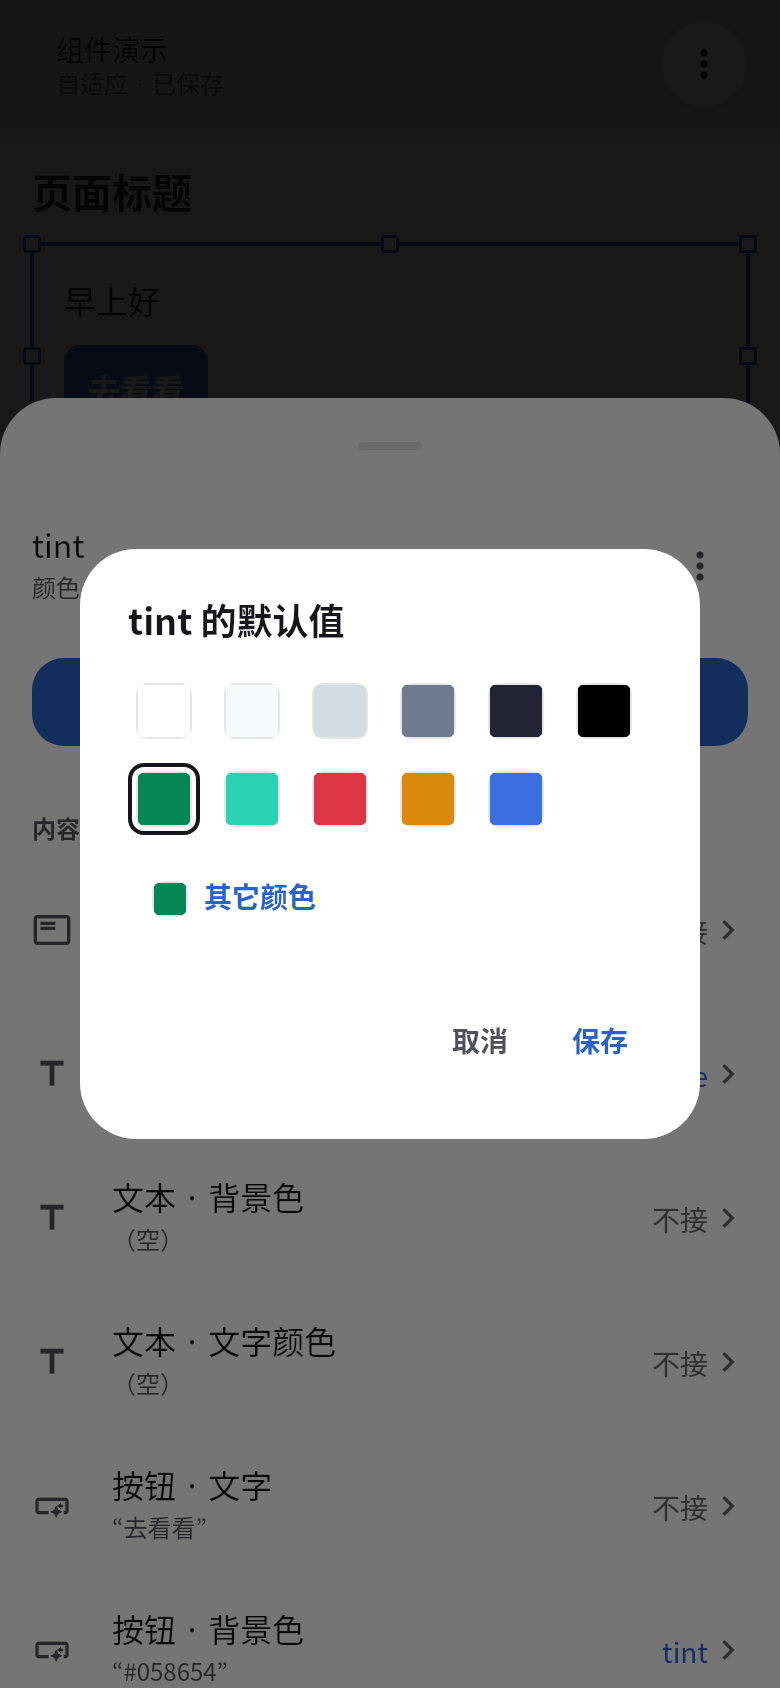 组件演示
自适应 · 已保存
页面标题
早上好
去看看
tint
颜色
tint 的默认值
内容
其它颜色
接
取消
保存
e
文本 · 背景色
（空）
不接
文本 · 文字颜色
（空）
不接
按钮 · 文字
“去看看”
不接
按钮 · 背景色
“#058654”
tint